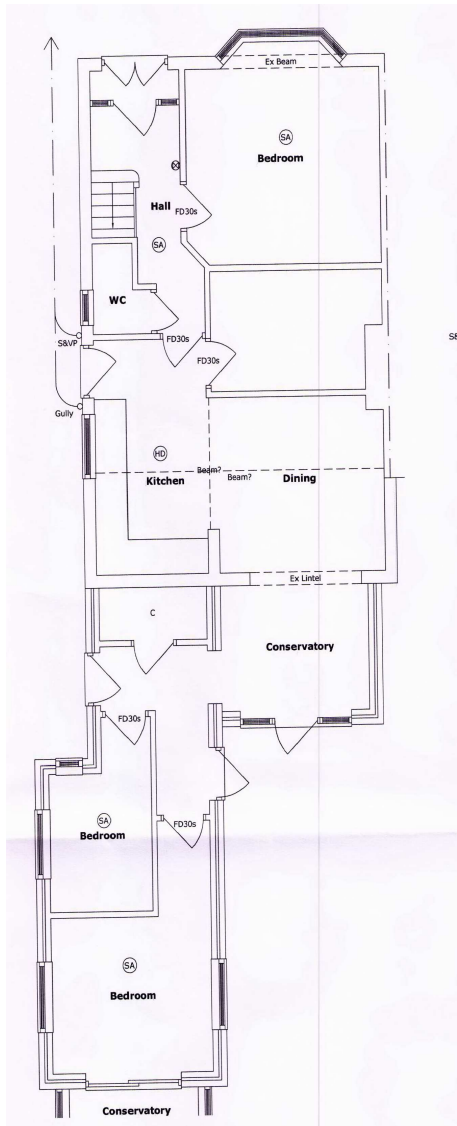 Ex Beam
SA
Bedroom
Hall
FD30s
SA
WC
S&VP
FD30s
FD30s
Gully
HD
Kitchen
Beam?
Beam?
Dining
Ex Lintel
C
Conservatory
FD30s
SA
Bedroom
FD30s
SA
Bedroom
Conservatory